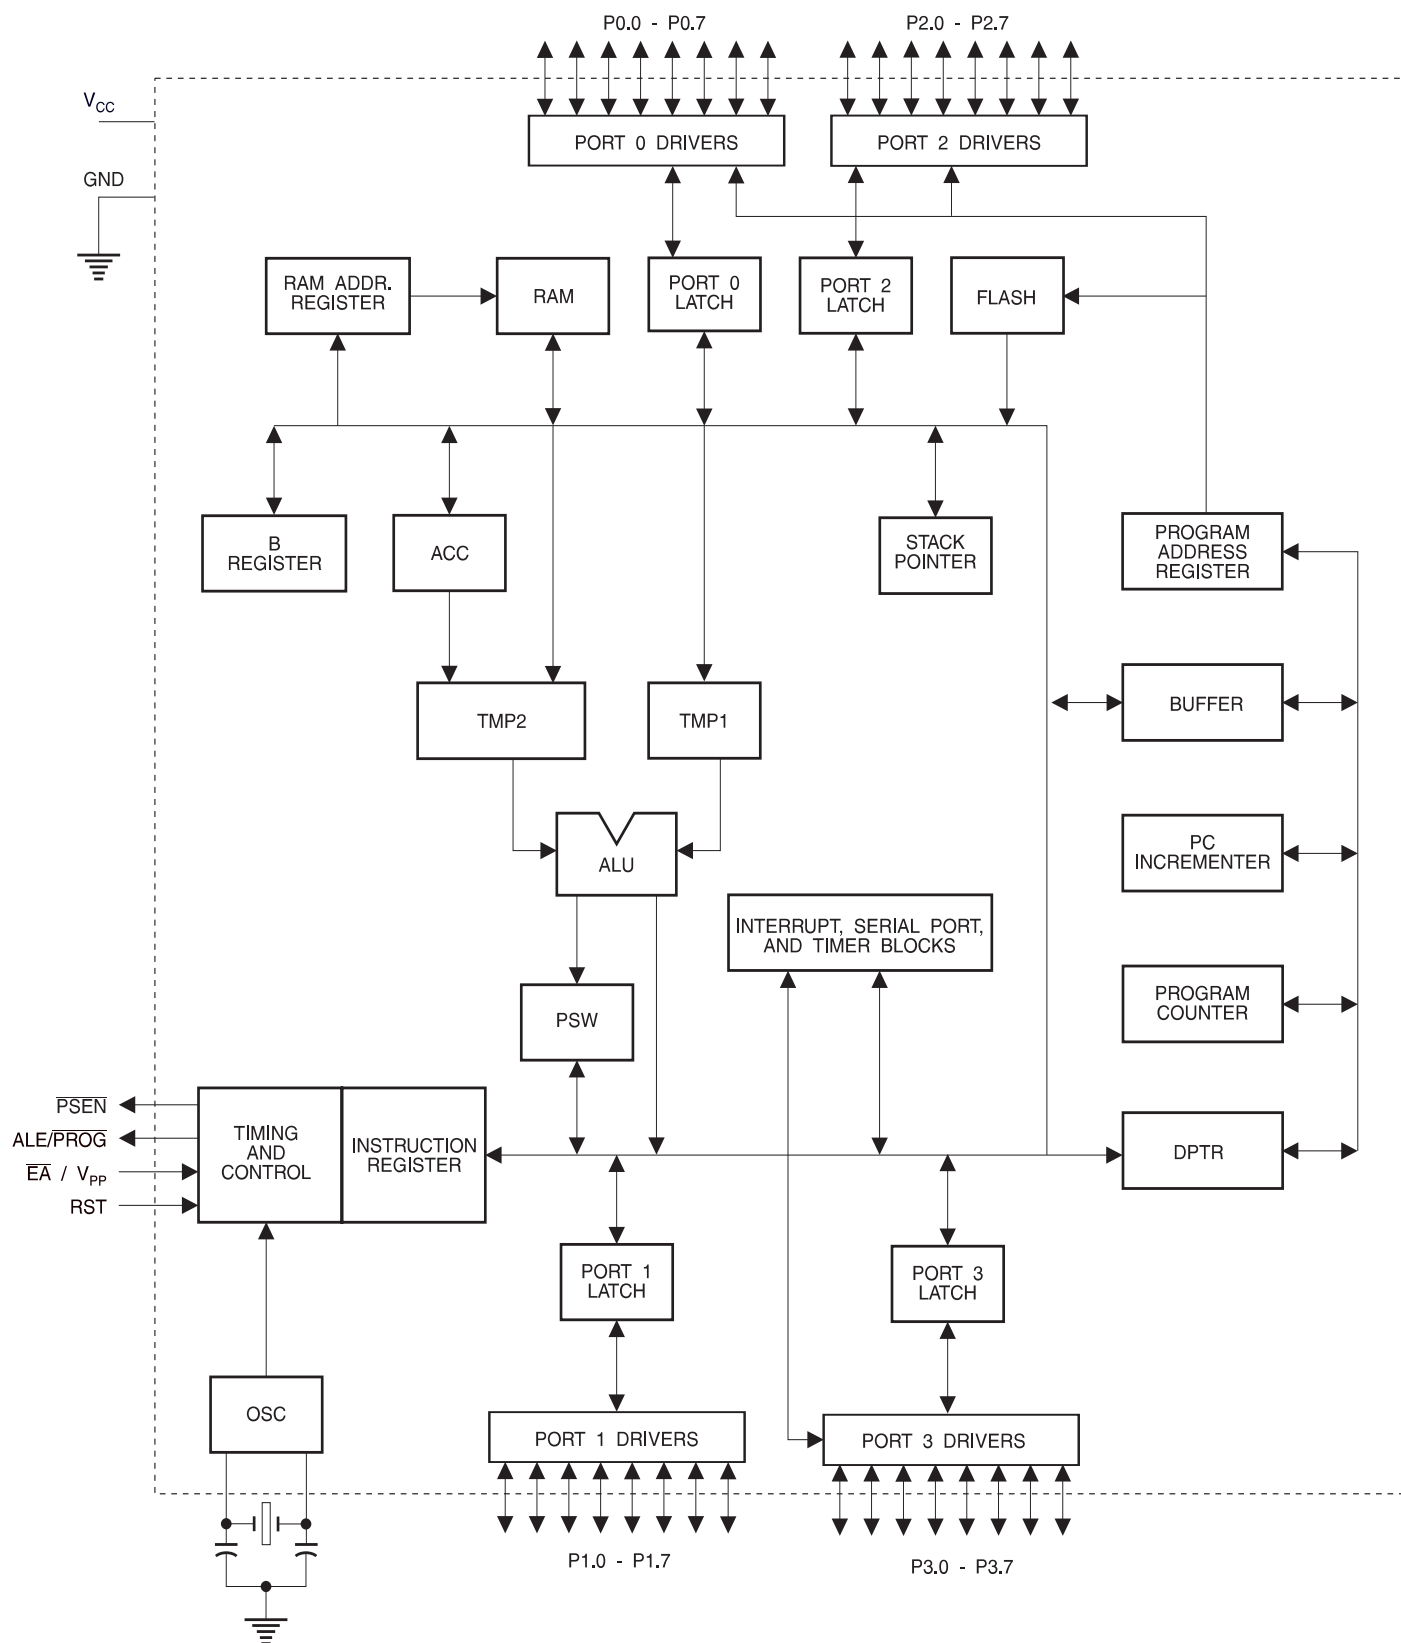 P0.0 - P0.7
P2.0 - P2.7
VCC
PORT 0 DRIVERS
PORT 2 DRIVERS
GND
RAM ADDR.
REGISTER
RAM
PORT 0
LATCH
PORT 2
LATCH
FLASH
B
REGISTER
ACC
STACK
POINTER
PROGRAM
ADDRESS
REGISTER
TMP2
TMP1
BUFFER
ALU
PC
INCREMENTER
INTERRUPT, SERIAL PORT,
AND TIMER BLOCKS
PSW
PROGRAM
COUNTER
PSEN
ALE/PROG
EA / VPP
RST
TIMING
AND
CONTROL
INSTRUCTION
REGISTER
DPTR
PORT 1
LATCH
PORT 3
LATCH
OSC
PORT 1 DRIVERS
PORT 3 DRIVERS
P1.0 - P1.7
P3.0 - P3.7